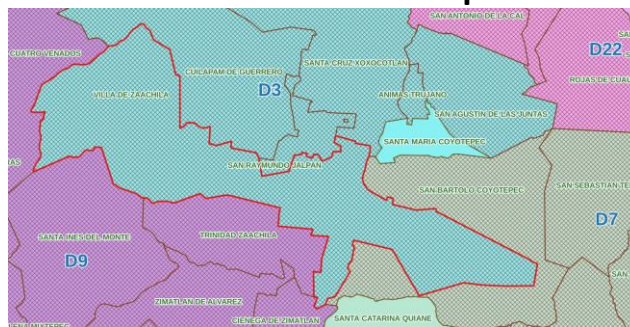 SAN ANTONIO DE LA CAL
CUATRO VENADOS
SANTA CRUZ XOXOCOTLAN
CUILAPAM DE GUERRERO
D22
D3
ROJAS DE CUAU
VILLA DE ZAACHILA
ANIMAS TRUJANO
SAN AGUSTIN DE LAS JUNTAS
SANTA MARIA COYOTEPEC
SAN RAYMUNDO JALPAN
SAN BARTOLO COYOTEPEC
SAN SEBASTIAN TE
D7
SANTA INES DEL MONTE
TRINIDAD ZAACHILA
D9
SAN
ZIMATLAN DE ALVAREZ
CIENEGA DE ZIMATLAN
SANTA CATARINA QUIANE